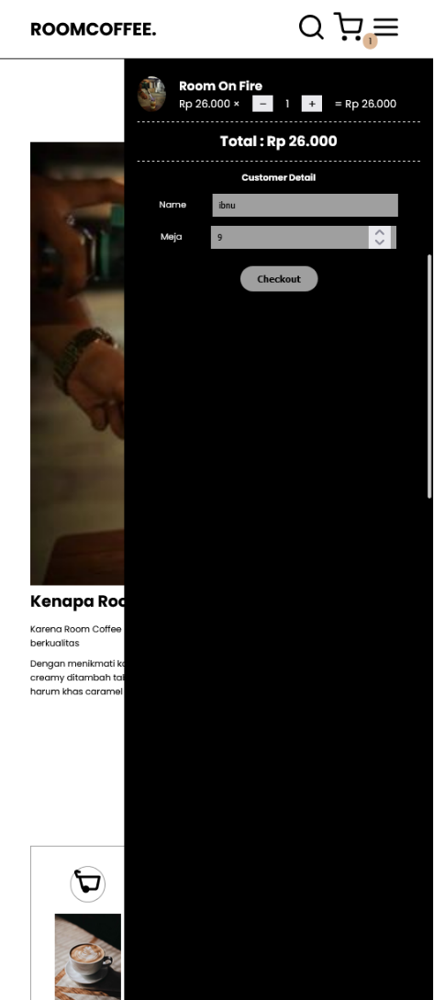 ROOMCOFFEE.
1
Room On Fire
Rp 26.000 × − 1 + = Rp 26.000
Total : Rp 26.000
Customer Detail
Name ibnu
Meja 9
Checkout
Kenapa Roo
Karena Room Coffee
berkualitas
Dengan menikmati ko
creamy ditambah
harum khas caramel